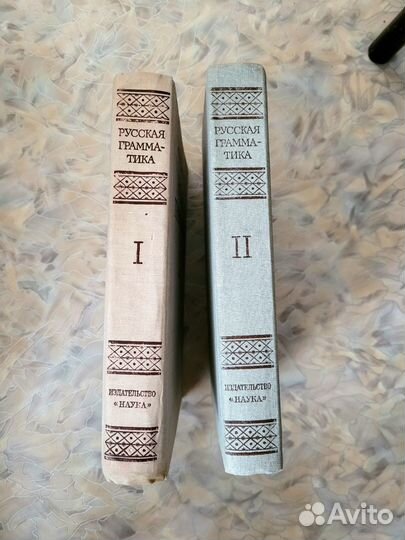 РУССКАЯ
ГРАММА-
ТИКА
I
ИЗДАТЕЛЬСТВО
«НАУКА»
РУССКАЯ
ГРАММА-
ТИКА
II
ИЗДАТЕЛЬСТВО
«НАУКА»
Avito